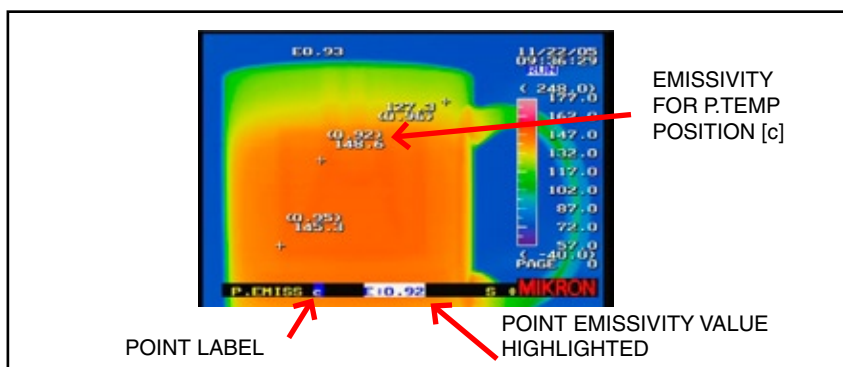 E0.93
11/22/05
09:36:29
RUN
( 248.0)
177.0
162.0
147.0
132.0
117.0
102.0
87.0
72.0
57.0
( -40.0)
PAGE 0
127.3
(0.92)
148.6
(0.95)
145.3
P.EMISS c E:0.92 S
MIKRON
EMISSIVITY
FOR P.TEMP
POSITION [c]
POINT LABEL
POINT EMISSIVITY VALUE
HIGHLIGHTED